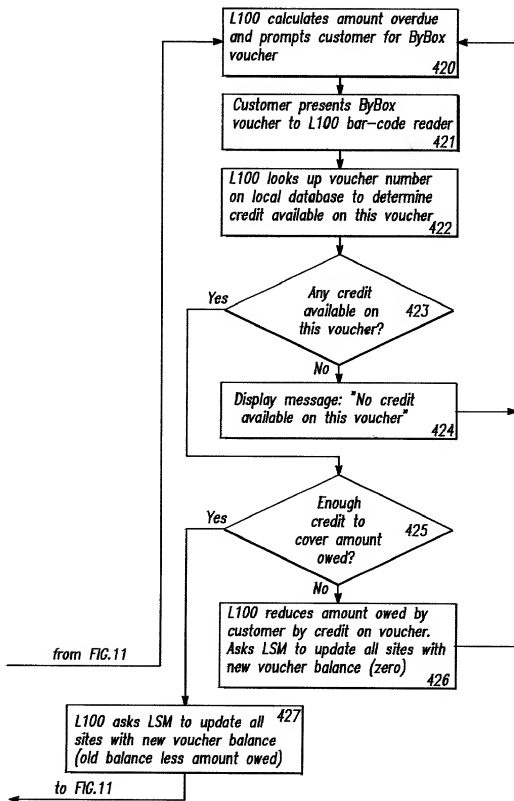 L100 calculates amount overdue
and prompts customer for ByBox
voucher
420
Customer presents ByBox
voucher to L100 bar-code reader
421
L100 looks up voucher number
on local database to determine
credit available on this voucher
422
Any credit
available on
this voucher?
423
Yes
No
Display message: "No credit
available on this voucher"
424
Enough
credit to
cover amount
owed?
425
Yes
No
L100 reduces amount owed by
customer by credit on voucher.
Asks LSM to update all sites with
new voucher balance (zero)
426
from FIG.11
L100 asks LSM to update all
sites with new voucher balance
(old balance less amount owed)
427
to FIG.11